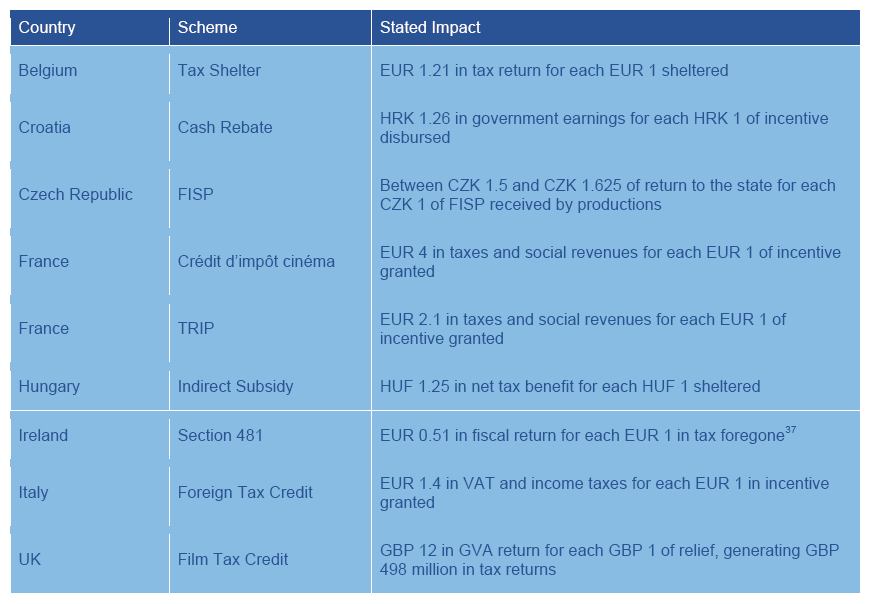 Country Scheme Stated Impact
Belgium Tax Shelter EUR 1.21 in tax return for each EUR 1 sheltered
Croatia Cash Rebate HRK 1.26 in government earnings for each HRK 1 of incentive
disbursed
Czech Republic FISP Between CZK 1.5 and CZK 1.625 of return to the state for each
CZK 1 of FISP received by productions
France Crédit d’impôt cinéma EUR 4 in taxes and social revenues for each EUR 1 of incentive
granted
France TRIP EUR 2.1 in taxes and social revenues for each EUR 1 of
incentive granted
Hungary Indirect Subsidy HUF 1.25 in net tax benefit for each HUF 1 sheltered
Ireland Section 481 EUR 0.51 in fiscal return for each EUR 1 in tax foregone37
Italy Foreign Tax Credit EUR 1.4 in VAT and income taxes for each EUR 1 in incentive
granted
UK Film Tax Credit GBP 12 in GVA return for each GBP 1 of relief, generating GBP
498 million in tax returns